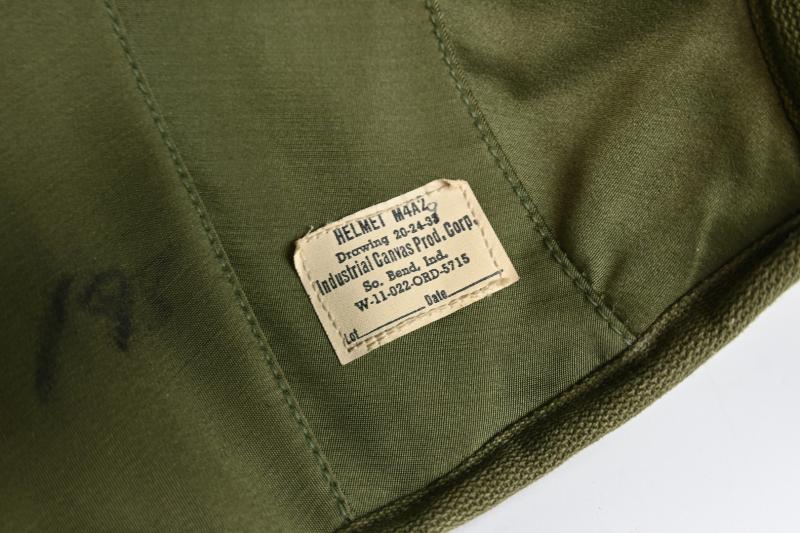 19
HELMET M4A2
Drawing 20-24-39
Industrial Canvas Prod. Corp.
So. Bend, Ind.
W-11-022-ORD-5715
Lot Date